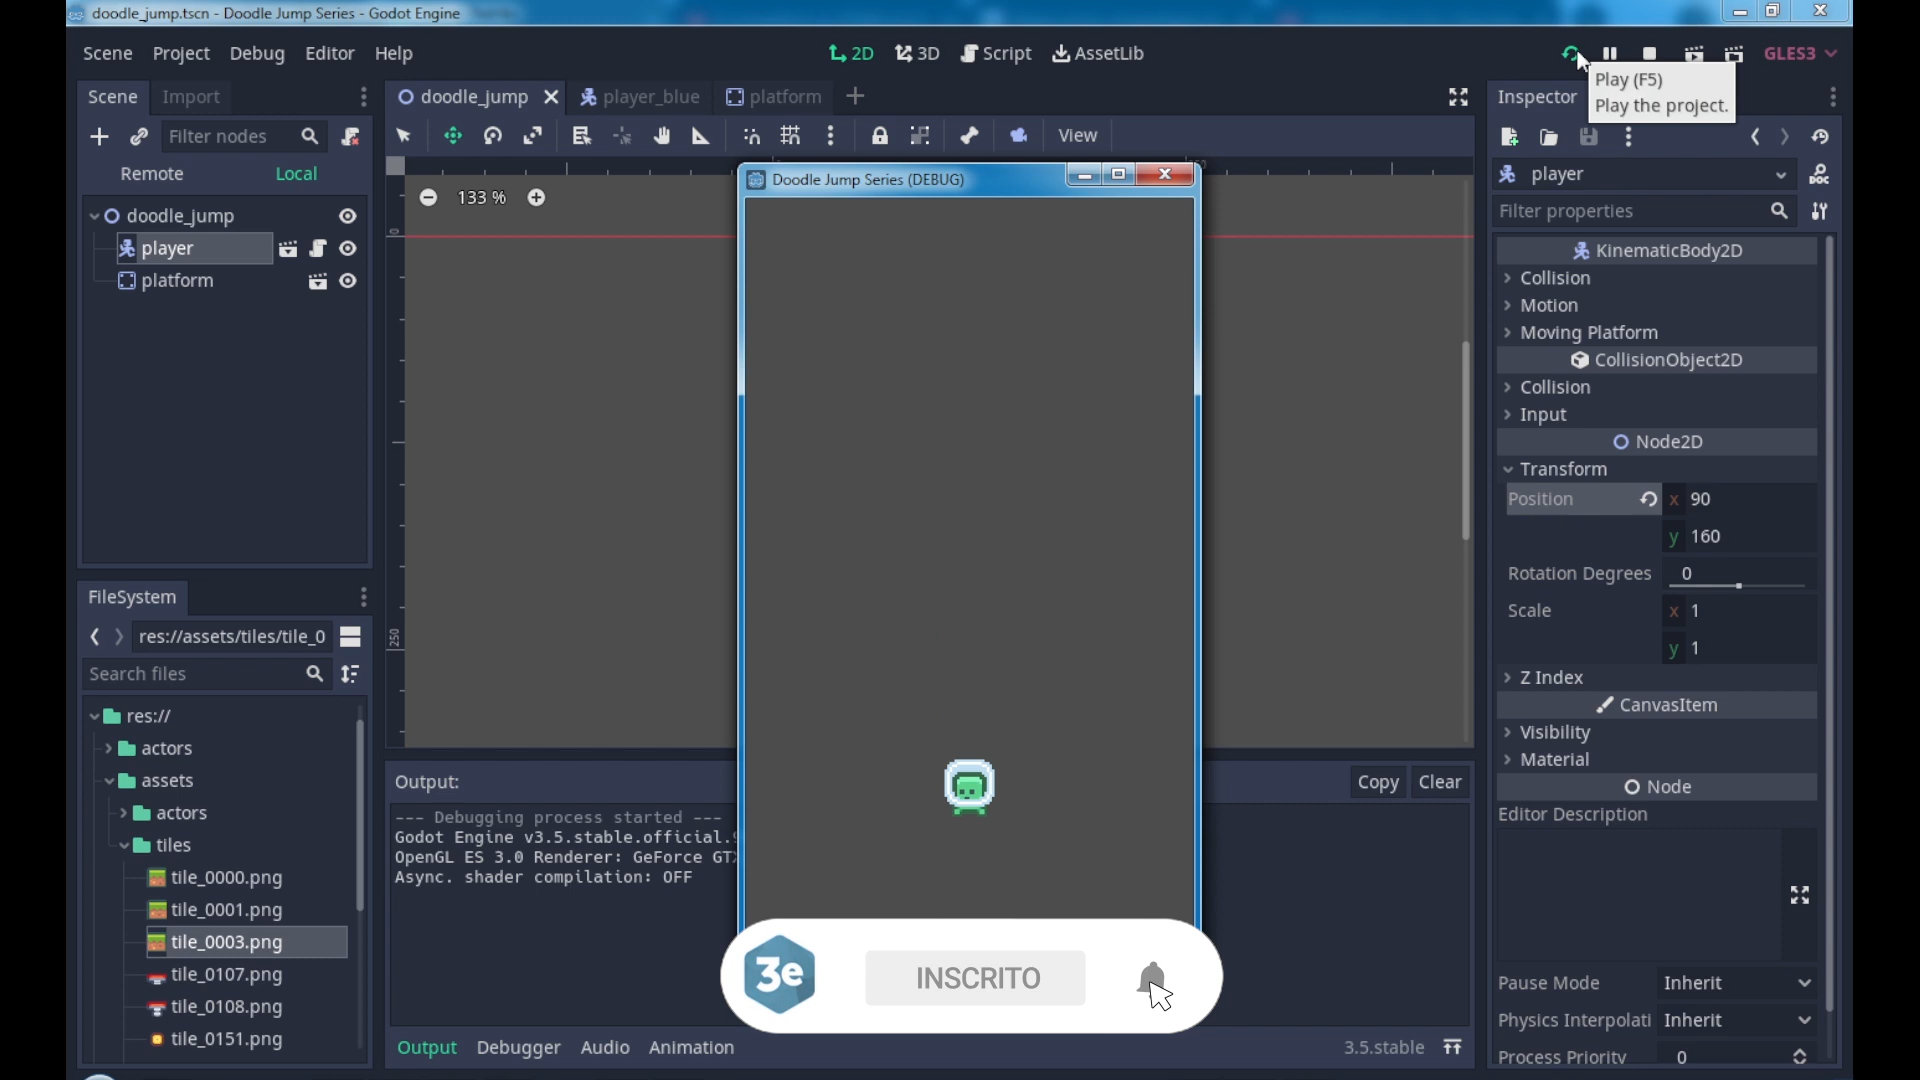 doodle_jump.tscn - Doodle Jump Series - Godot Engine
Scene Project Debug Editor Help
2D 3D Script AssetLib
GLES3
Play (F5)
Play the project.
Scene Import
doodle_jump player_blue platform
Inspector
Filter nodes
View
Remote Local
133 %
player
Filter properties
doodle_jump
player
platform
Doodle Jump Series (DEBUG)
0
250
KinematicBody2D
Collision
Motion
Moving Platform
CollisionObject2D
Collision
Input
Node2D
Transform
Position x 90
y 160
Rotation Degrees 0
Scale x 1
y 1
Z Index
CanvasItem
Visibility
Material
Node
Editor Description
Pause Mode Inherit
Physics Interpolati Inherit
Process Priority 0
FileSystem
res://assets/tiles/tile_0
Search files
res://
actors
assets
actors
tiles
tile_0000.png
tile_0001.png
tile_0003.png
tile_0107.png
tile_0108.png
tile_0151.png
Output:
Copy Clear
--- Debugging process started ---
Godot Engine v3.5.stable.official.
OpenGL ES 3.0 Renderer: GeForce GTX
Async. shader compilation: OFF
3e
INSCRITO
Output Debugger Audio Animation
3.5.stable